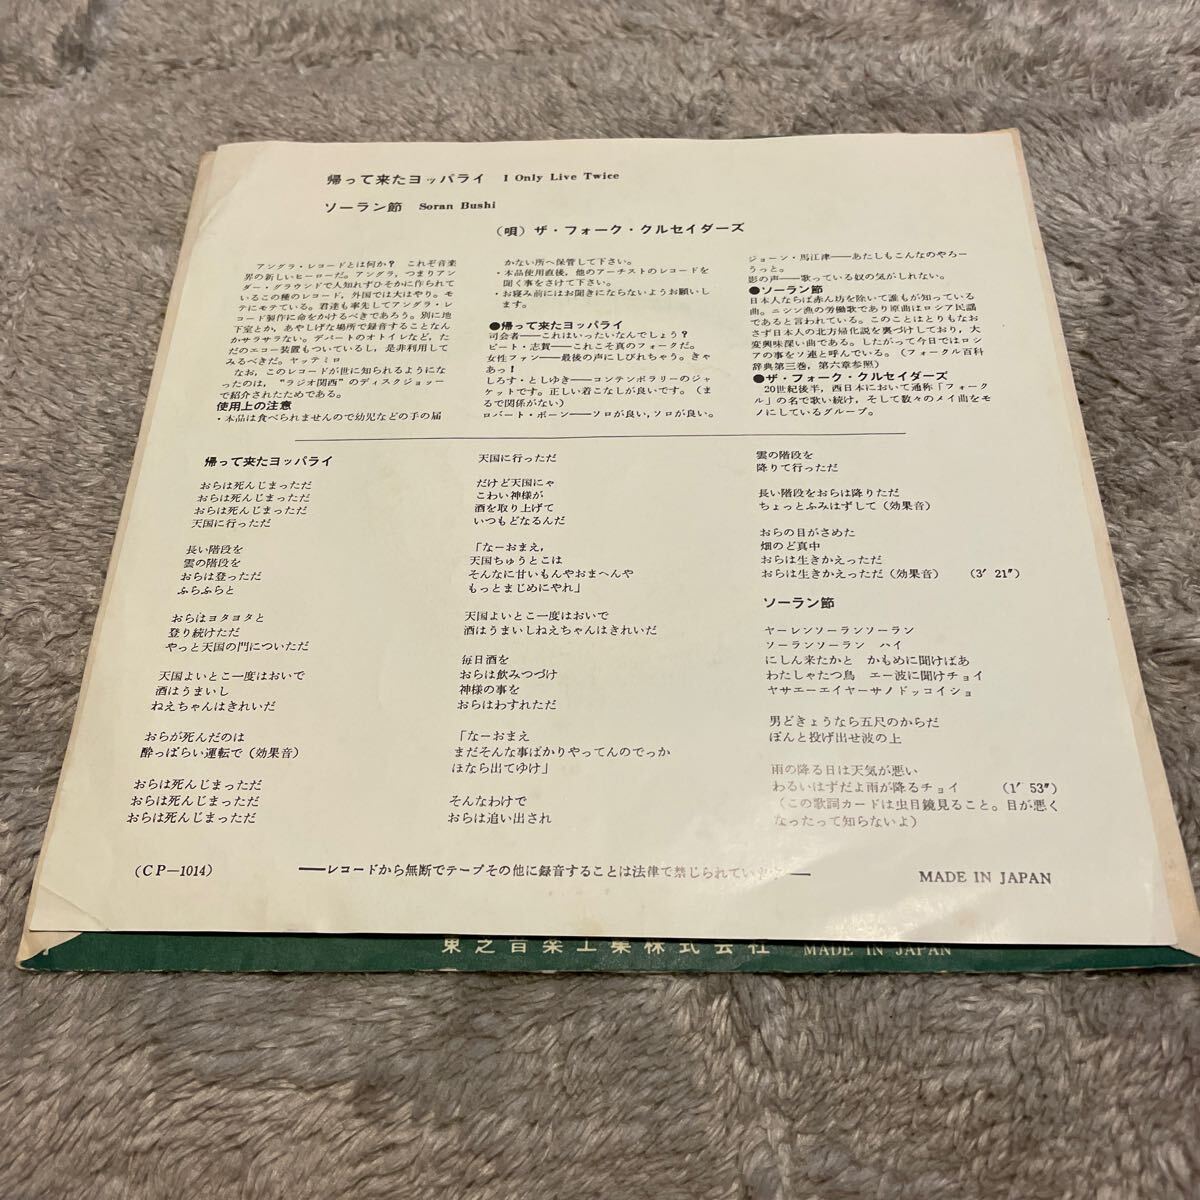 帰って来たヨッパライ I Only Live Twice
ソーラン節 Soran Bushi
(唄) ザ・フォーク・クルセイダーズ
アングラ・レコードとは何か? これぞ音楽
界の新しいヒーローだ。アングラ,つまりアン
ダー・グラウンドで人知れずひそかに作られて
いるこの種のレコード,外国では大はやり。モ
テにモテている。君達も率先してアングラ・レ
コード製作に命をかけるべきであろう。別に地
下室とか,あやしげな場所で録音することなん
かサラサラない。デパートのオトイレなど,た
だのエコー装置もついているし,是非利用して
みるべきだ。ヤッテミロ
なお,このレコードが世に知られるようにな
ったのは,“ラジオ関西”のディスクジョッキー
で紹介されたためである。
使用上の注意
・本品は食べられませんので幼児などの手の届
かない所へ保管して下さい。
・本品使用直後,他のアーチストのレコードを
聞く事をさけて下さい。
・お寝み前にはお聞きにならないようお願いし
ます。
●帰って来たヨッパライ
司会者――これはいったいなんでしょう?
ピート・志賀――これこそ真のフォークだ。
女性ファン――最後の声にしびれちゃう。きゃ
あっ!
しろす・としゆき――コンテンポラリーのジャ
ケットです。正しい着こなしが良いです。(ま
るで関係がない)
ロバート・ボーン――ソロが良い,ソロが良い。
ジョーン・馬江津――あたしもこんなのやろー
うっと。
影の声――歌っている奴の気がしれない。
●ソーラン節
日本人ならば赤ん坊を除いて誰もが知っている
曲。ニシン漁の労働歌であり原曲はロシア民謡
であると言われている。このことはとりもなお
さず日本人の北方帰化説を裏づけしており,大
変興味深い曲である。したがって今日ではロシ
アの事をソ連と呼んでいる。(フォークル百科
辞典第三巻,第六章参照)
●ザ・フォーク・クルセイダーズ
20世紀後半,西日本において通称「フォーク
ル」の名で歌い続け,そして数々のメイ曲をモ
ノにしているグループ。
帰って来たヨッパライ
おらは死んじまっただ
おらは死んじまっただ
おらは死んじまっただ
天国に行っただ
長い階段を
雲の階段を
おらは登っただ
ふらふらと
おらはヨタヨタと
登り続けただ
やっと天国の門についただ
天国よいとこ一度はおいで
酒はうまいし
ねえちゃんはきれいだ
おらが死んだのは
酔っぱらい運転で(効果音)
おらは死んじまっただ
おらは死んじまっただ
おらは死んじまっただ
天国に行っただ
だけど天国にゃ
こわい神様が
酒を取り上げて
いつもどなるんだ
「なーおまえ,
天国ちゅうとこは
そんなに甘いもんやおまへんや
もっとまじめにやれ」
天国よいとこ一度はおいで
酒はうまいしねえちゃんはきれいだ
毎日酒を
おらは飲みつづけ
神様の事を
おらはわすれただ
「なーおまえ
まだそんな事ばかりやってんのでっか
ほなら出てゆけ」
そんなわけで
おらは追い出され
雲の階段を
降りて行っただ
長い階段をおらは降りただ
ちょっとふみはずして(効果音)
おらの目がさめた
畑のど真中
おらは生きかえっただ
おらは生きかえっただ(効果音) (3′21″)
ソーラン節
ヤーレンソーランソーラン
ソーランソーラン ハイ
にしん来たかと かもめに聞けばあ
わたしゃたつ鳥 エー波に聞けチョイ
ヤサエーエイヤーサノドッコイショ
男どきょうなら五尺のからだ
ぽんと投げ出せ波の上
雨の降る日は天気が悪い
わるいはずだよ雨が降るチョイ (1′53″)
(この歌詞カードは虫目鏡見ること。目が悪く
なったって知らないよ)
(CP—1014)
――レコードから無断でテープその他に録音することは法律で禁じられています――
MADE IN JAPAN
東芝音楽工業株式会社 MADE IN JAPAN